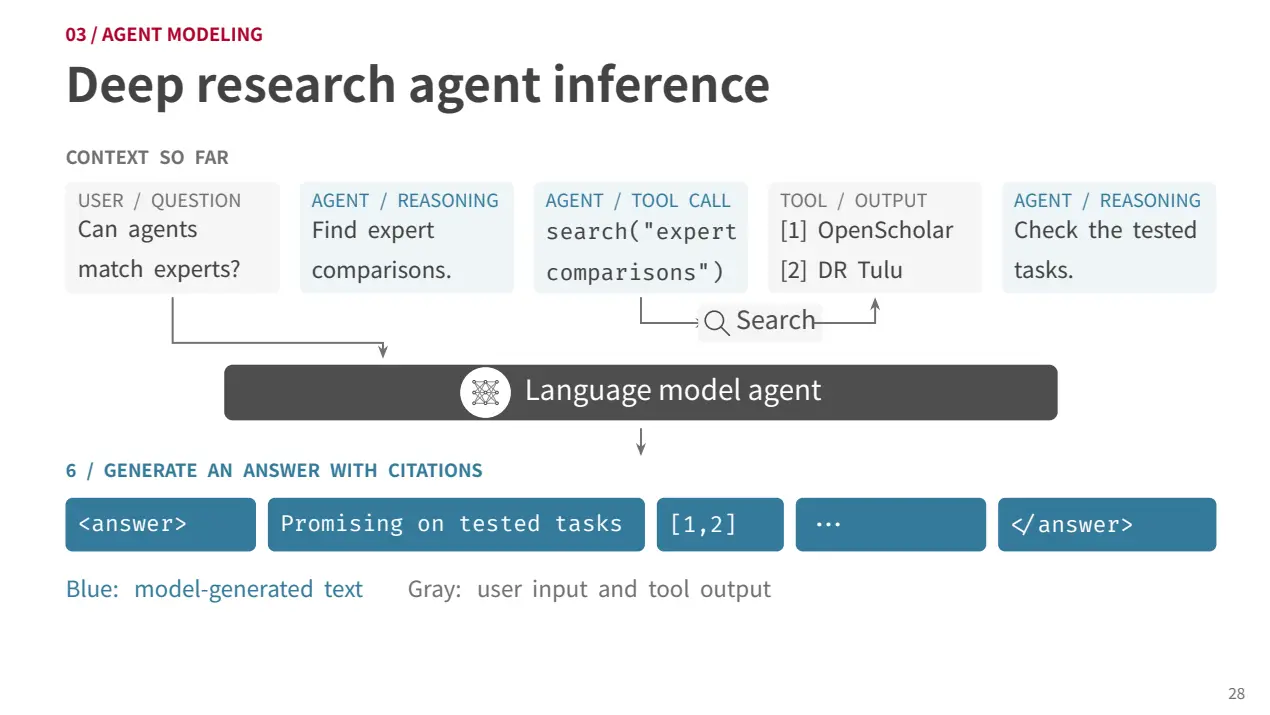 03 / AGENT MODELING
Deep research agent inference
CONTEXT SO FAR
USER / QUESTION
Can agents
match experts?
AGENT / REASONING
Find expert
comparisons.
AGENT / TOOL CALL
search("expert
comparisons")
TOOL / OUTPUT
[1] OpenScholar
[2] DR Tulu
AGENT / REASONING
Check the tested
tasks.
Search
Language model agent
6 / GENERATE AN ANSWER WITH CITATIONS
<answer>
Promising on tested tasks
[1,2]
...
</answer>
Blue: model-generated text
Gray: user input and tool output
28